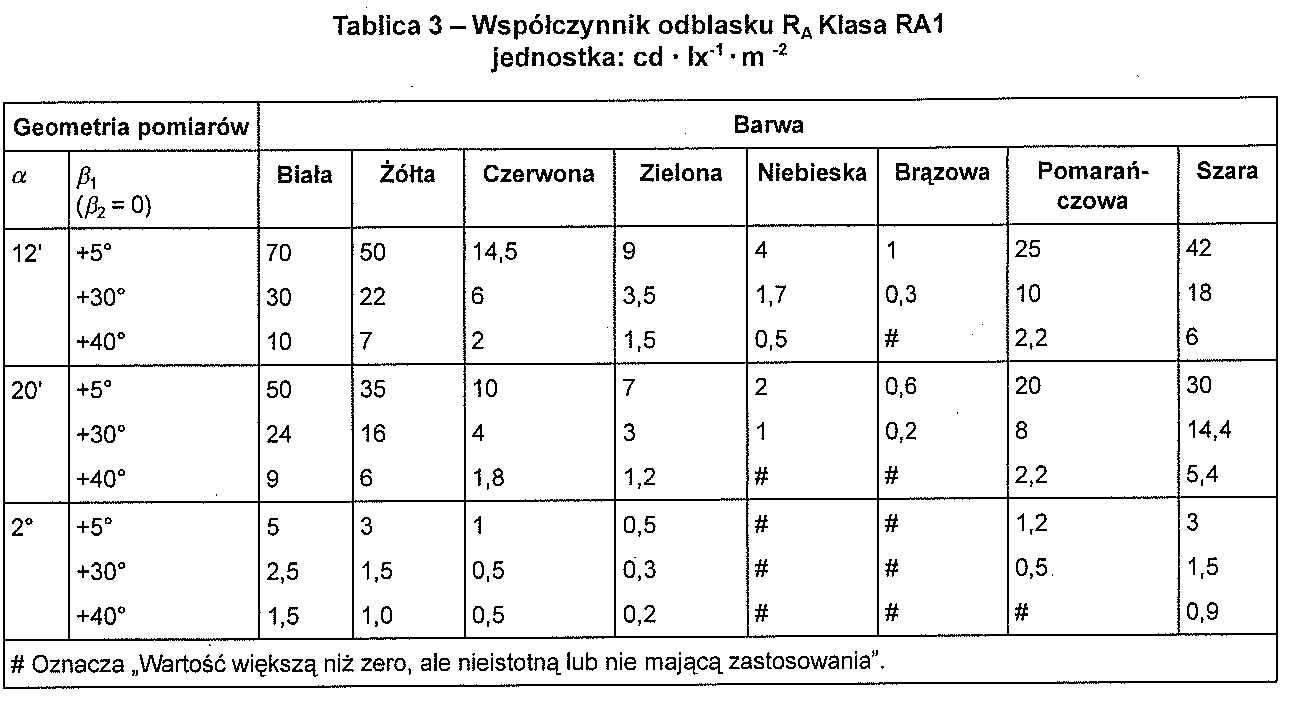 Tablica 3 – Współczynnik odblasku R_A Klasa RA1
jednostka: cd · lx⁻¹ · m ⁻²
Geometria pomiarów Barwa
α β₁ Biała Żółta Czerwona Zielona Niebieska Brązowa Pomarań- Szara
(β₂ = 0) czowa
12' +5° 70 50 14,5 9 4 1 25 42
+30° 30 22 6 3,5 1,7 0,3 10 18
+40° 10 7 2 1,5 0,5 # 2,2 6
20' +5° 50 35 10 7 2 0,6 20 30
+30° 24 16 4 3 1 0,2 8 14,4
+40° 9 6 1,8 1,2 # # 2,2 5,4
2° +5° 5 3 1 0,5 # # 1,2 3
+30° 2,5 1,5 0,5 0,3 # # 0,5 1,5
+40° 1,5 1,0 0,5 0,2 # # # 0,9
# Oznacza „Wartość większą niż zero, ale nieistotną lub nie mającą zastosowania”.